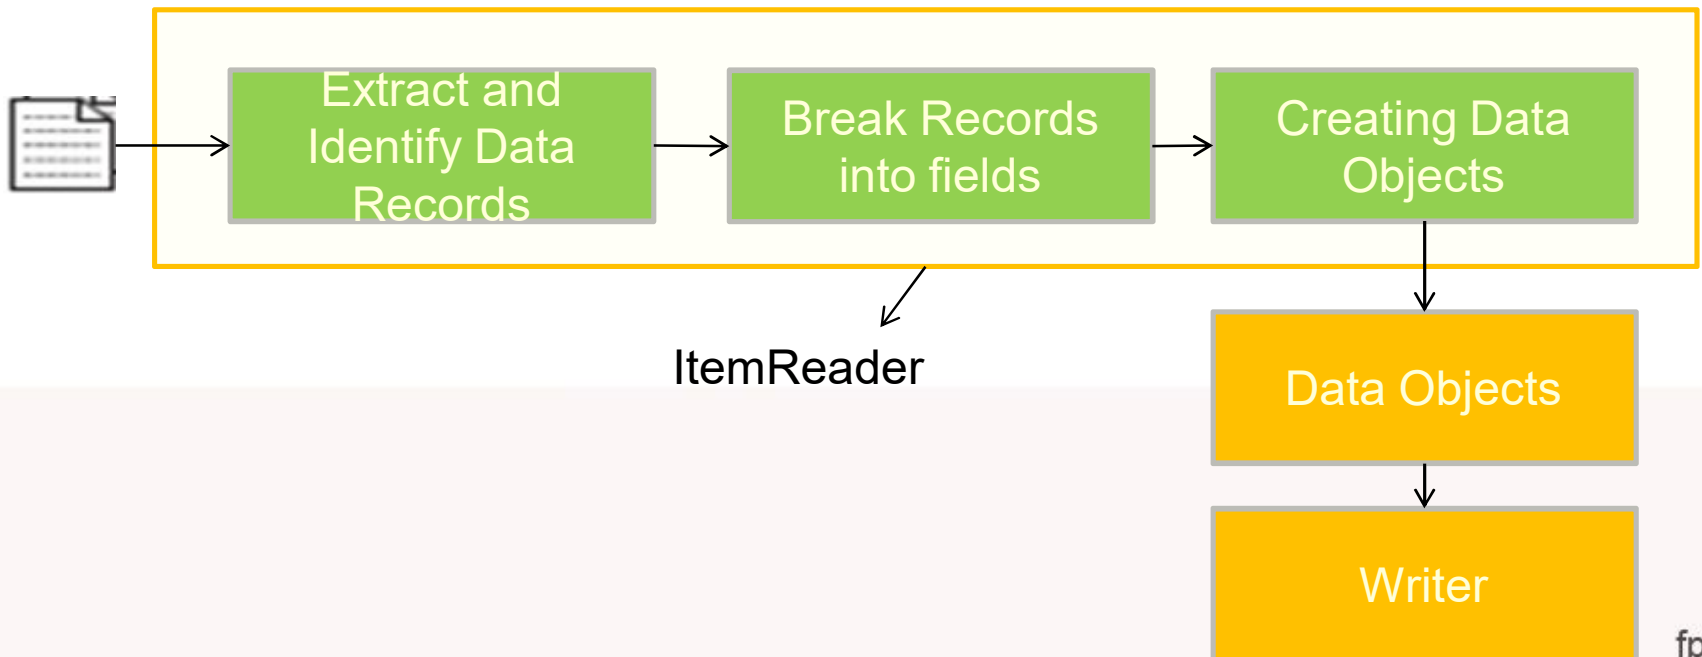 Extract and
Identify Data
Records
Break Records
into fields
Creating Data
Objects
ItemReader
Data Objects
Writer